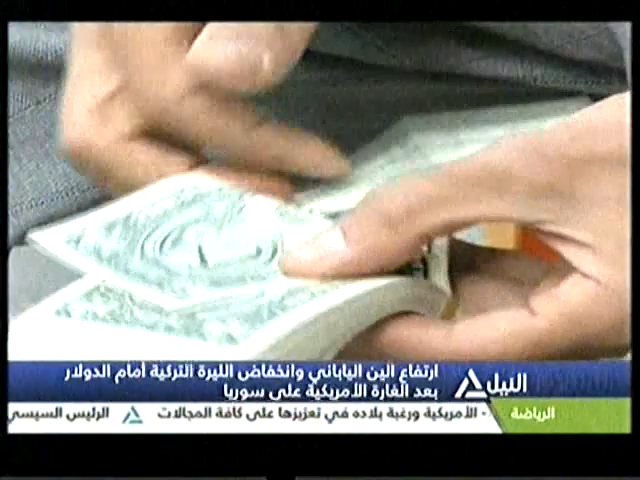 ارتفاع الين الياباني وانخفاض الليرة التركية أمام الدولار
بعد الغارة الأمريكية على سوريا
النيل
الرياضة
- الأمريكية ورغبة بلاده في تعزيزها على كافة المجالات
الرئيس السيسي